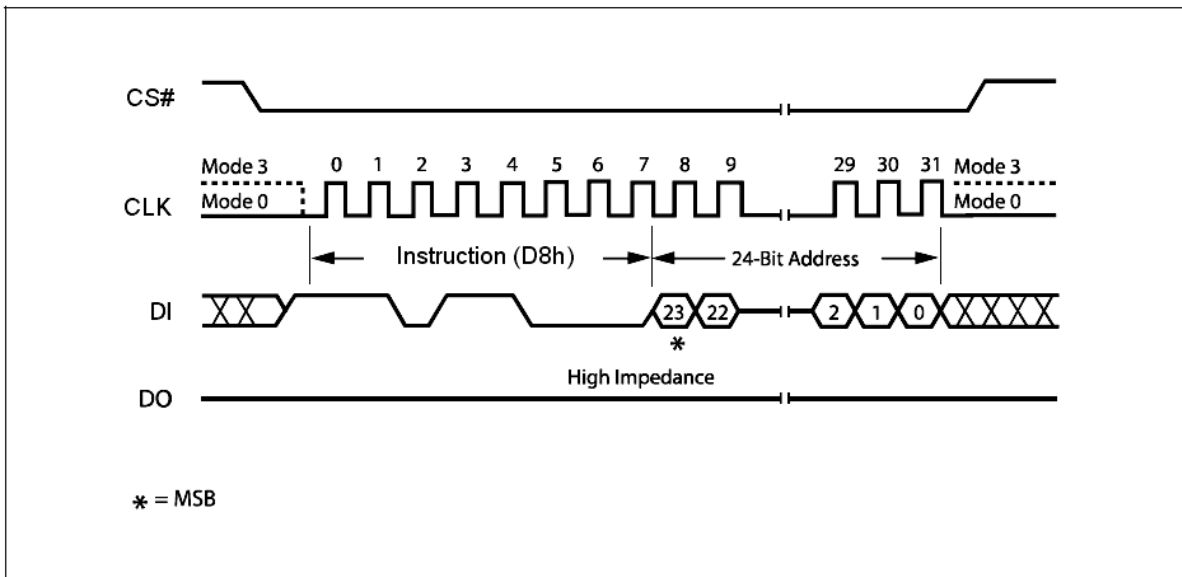 CS#
Mode 3 0 1 2 3 4 5 6 7 8 9 29 30 31 Mode 3
CLK Mode 0 Mode 0
Instruction (D8h) 24-Bit Address
DI 23 22 2 1 0
*
High Impedance
DO
* = MSB